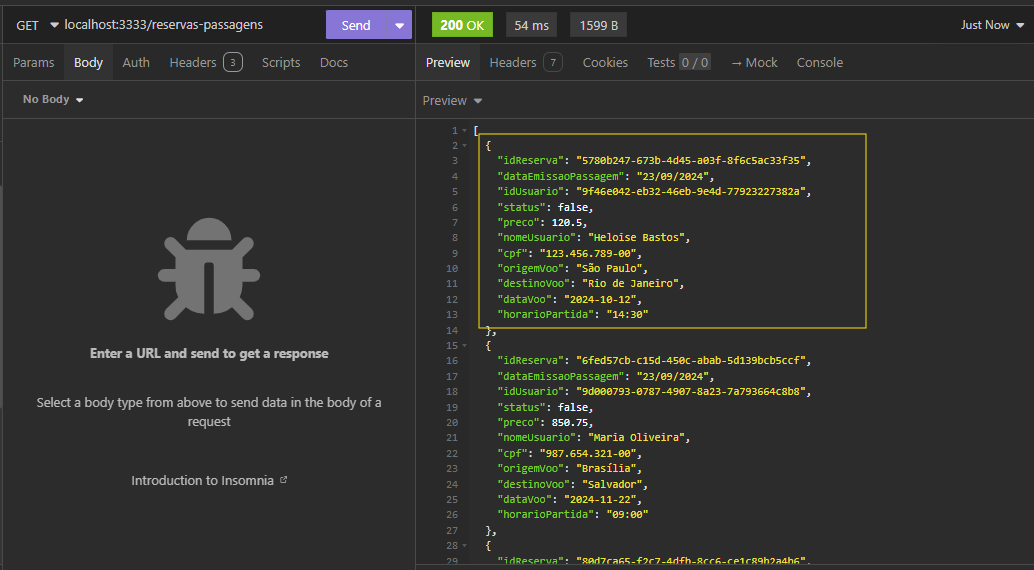 GET localhost:3333/reservas-passagens Send
200 OK 54 ms 1599 B Just Now
Params Body Auth Headers 3 Scripts Docs
Preview Headers 7 Cookies Tests 0 / 0 → Mock Console
No Body
Preview
Enter a URL and send to get a response
Select a body type from above to send data in the body of a
request
Introduction to Insomnia
1 [
2 {
3 "idReserva": "5780b247-673b-4d45-a03f-8f6c5ac33f35",
4 "dataEmissaoPassagem": "23/09/2024",
5 "idUsuario": "9f46e042-eb32-46eb-9e4d-77923227382a",
6 "status": false,
7 "preco": 120.5,
8 "nomeUsuario": "Heloise Bastos",
9 "cpf": "123.456.789-00",
10 "origemVoo": "São Paulo",
11 "destinoVoo": "Rio de Janeiro",
12 "dataVoo": "2024-10-12",
13 "horarioPartida": "14:30"
14 },
15 {
16 "idReserva": "6fed57cb-c15d-450c-abab-5d139bcb5ccf",
17 "dataEmissaoPassagem": "23/09/2024",
18 "idUsuario": "9d000793-0787-4907-8a23-7a793664c8b8",
19 "status": false,
20 "preco": 850.75,
21 "nomeUsuario": "Maria Oliveira",
22 "cpf": "987.654.321-00",
23 "origemVoo": "Brasília",
24 "destinoVoo": "Salvador",
25 "dataVoo": "2024-11-22",
26 "horarioPartida": "09:00"
27 },
28 {
29 "idReserva": "80d7ca65-f2c7-4dfb-8cc6-ce1c89b2a4b6",